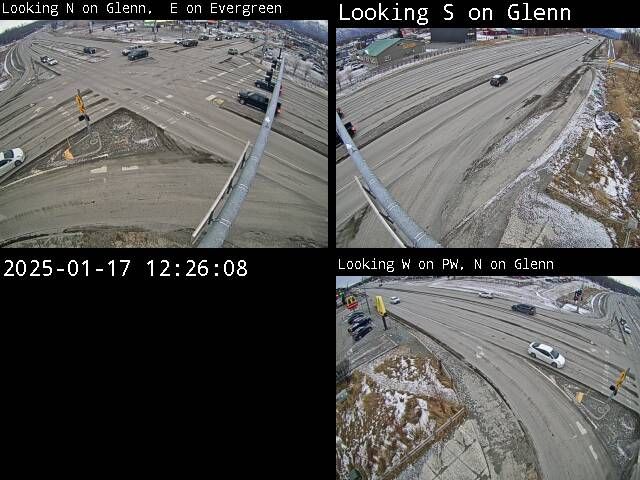 Looking N on Glenn,  E on Evergreen
Looking S on Glenn
2025-01-17 12:26:08
Looking W on PW, N on Glenn